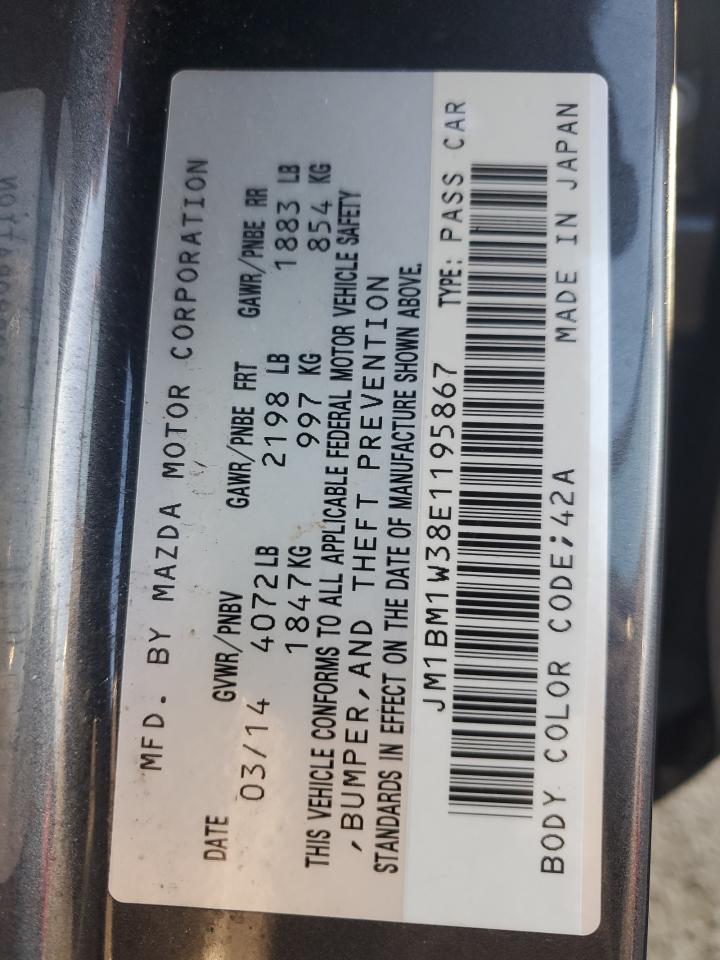 MFD. BY MAZDA MOTOR CORPORATION
DATE GVWR/PNBV GAWR/PNBE FRT GAWR/PNBE RR
03/14 4072LB 2198 LB 1883 LB
1847KG 997 KG 854 KG
THIS VEHICLE CONFORMS TO ALL APPLICABLE FEDERAL MOTOR VEHICLE SAFETY
,BUMPER,AND THEFT PREVENTION
STANDARDS IN EFFECT ON THE DATE OF MANUFACTURE SHOWN ABOVE.
JM1BM1W38E1195867 TYPE: PASS CAR
BODY COLOR CODE;42A MADE IN JAPAN